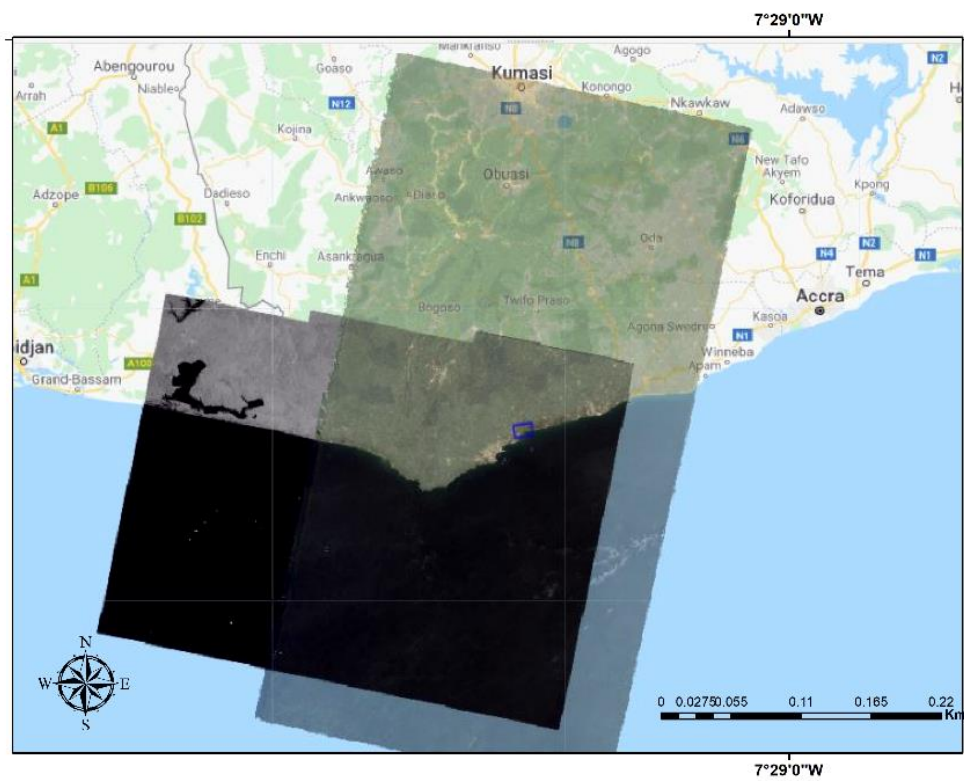 7°29'0"W
Mankranso
Agogo
N2
Abengourou
Goaso
Kumasi
Niable
Konongo
Arrah
N12
N8
Nkawkaw
Adawso
A1
Kojina
N6
Awaso
New Tafo
Akyem
Obuasi
Adzope
B106
Dadieso
Ankwaoso
Diaso
Kpong
Koforidua
B102
N8
Oda
Enchi
Asankragua
N4
N2
N1
A1
Tema
Bogoso
Twifo Praso
Accra
Agona Swedru
Kasoa
idjan
N1
A100
Winneba
Grand-Bassam
Apam
N
W
E
S
0 0.0275 0.055 0.11 0.165 0.22
Km
7°29'0"W